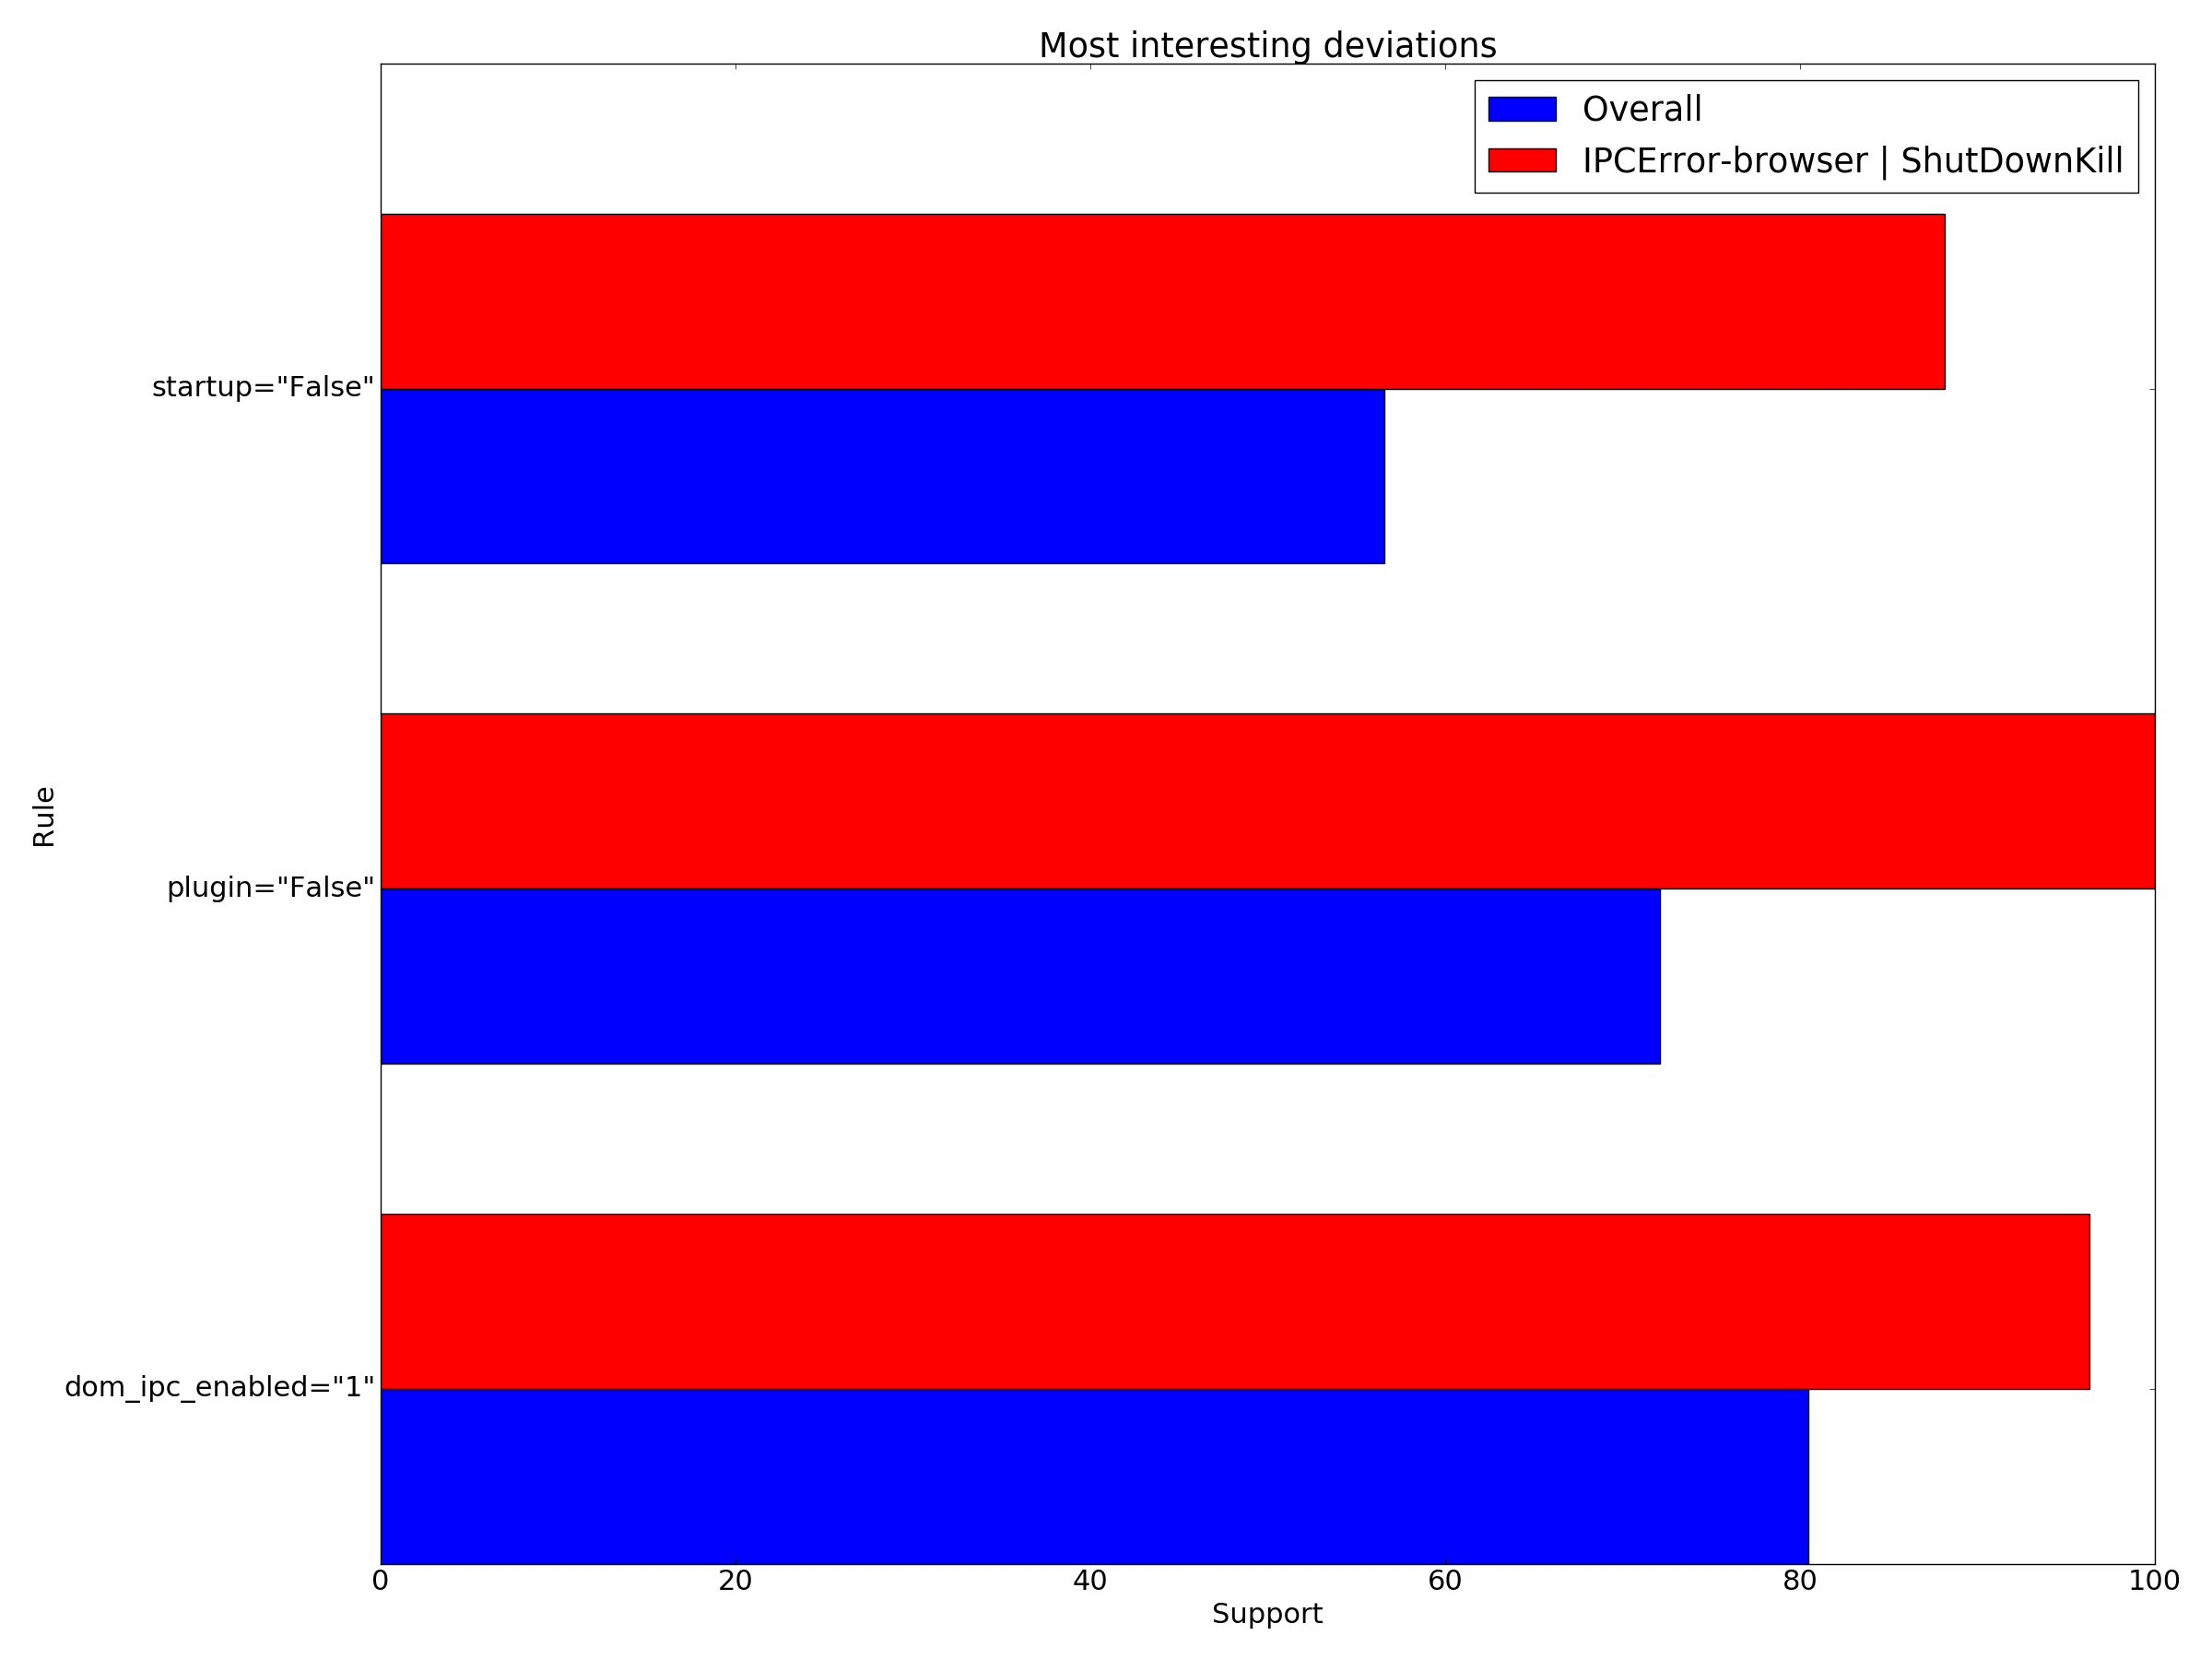 Most interesting deviations
Overall
IPCError-browser | ShutDownKill
startup="False"
plugin="False"
dom_ipc_enabled="1"
Rule
0 20 40 60 80 100
Support